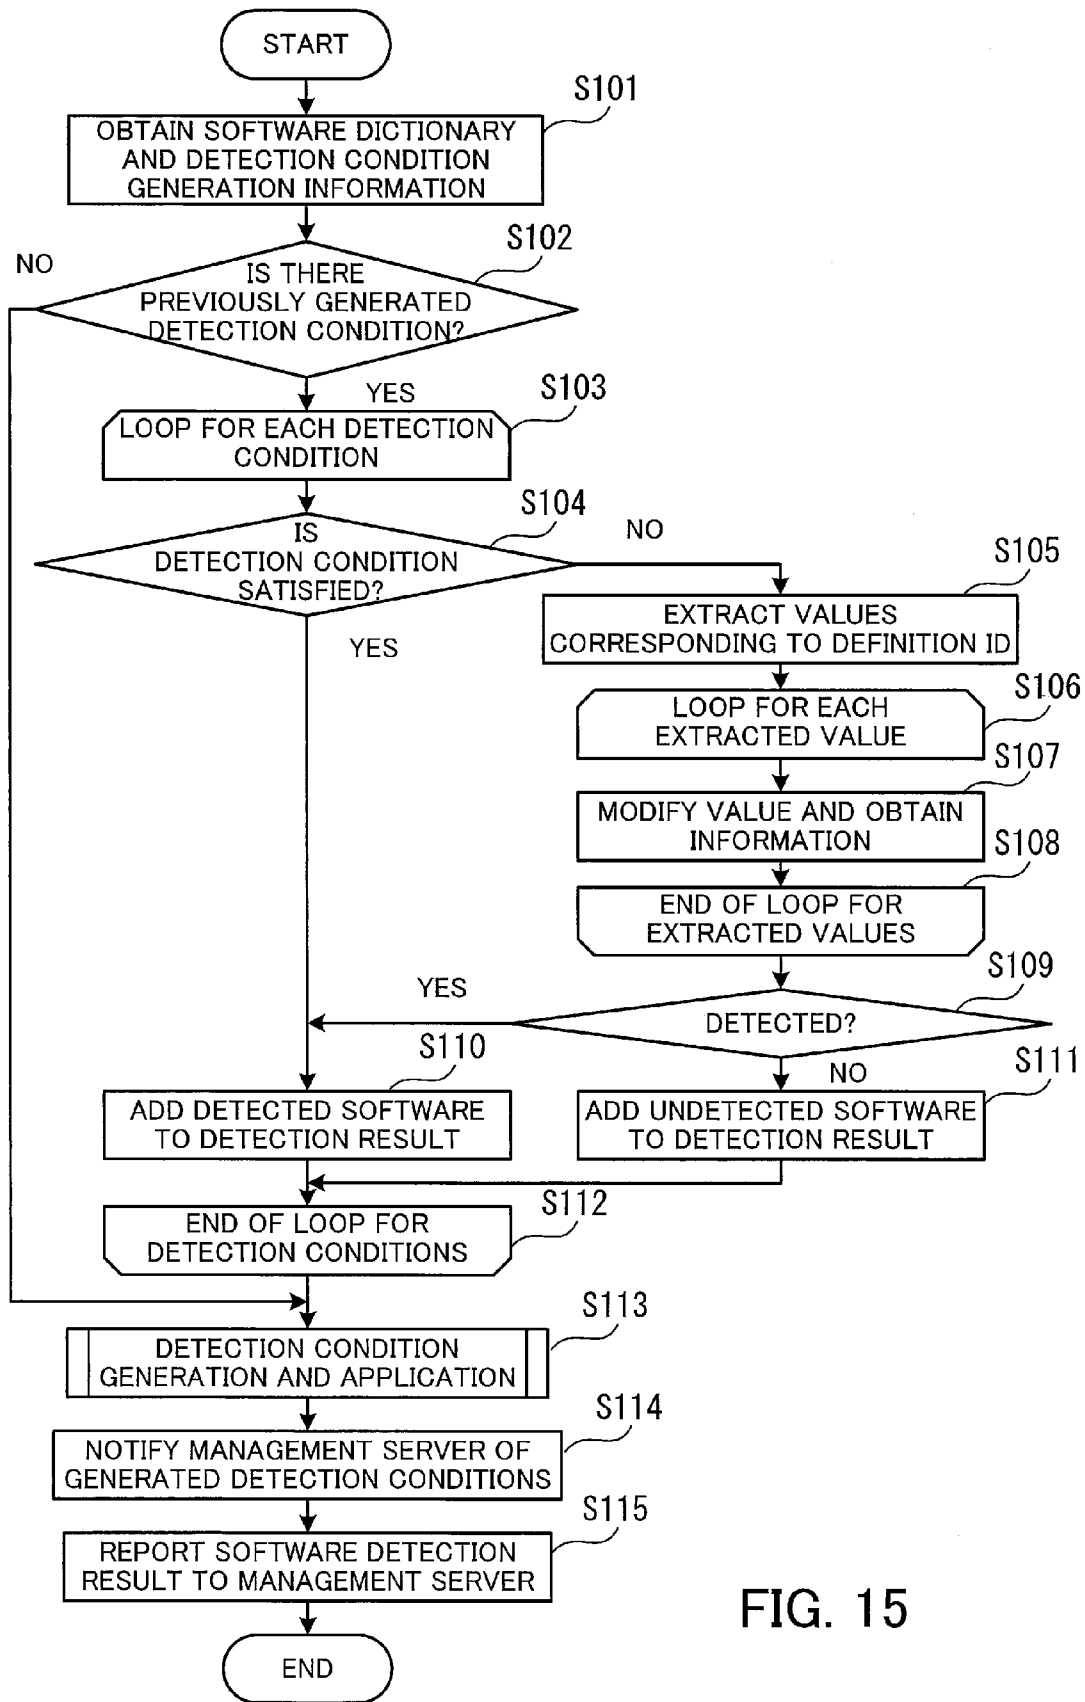 START
S101
OBTAIN SOFTWARE DICTIONARY
AND DETECTION CONDITION
GENERATION INFORMATION
S102
NO
IS THERE
PREVIOUSLY GENERATED
DETECTION CONDITION?
YES
S103
LOOP FOR EACH DETECTION
CONDITION
S104
IS
DETECTION CONDITION
SATISFIED?
NO
YES
S105
EXTRACT VALUES
CORRESPONDING TO DEFINITION ID
S106
LOOP FOR EACH
EXTRACTED VALUE
S107
MODIFY VALUE AND OBTAIN
INFORMATION
S108
END OF LOOP FOR
EXTRACTED VALUES
S109
YES
DETECTED?
NO
S110
ADD DETECTED SOFTWARE
TO DETECTION RESULT
S111
ADD UNDETECTED SOFTWARE
TO DETECTION RESULT
S112
END OF LOOP FOR
DETECTION CONDITIONS
S113
DETECTION CONDITION
GENERATION AND APPLICATION
S114
NOTIFY MANAGEMENT SERVER OF
GENERATED DETECTION CONDITIONS
S115
REPORT SOFTWARE DETECTION
RESULT TO MANAGEMENT SERVER
END
FIG. 15